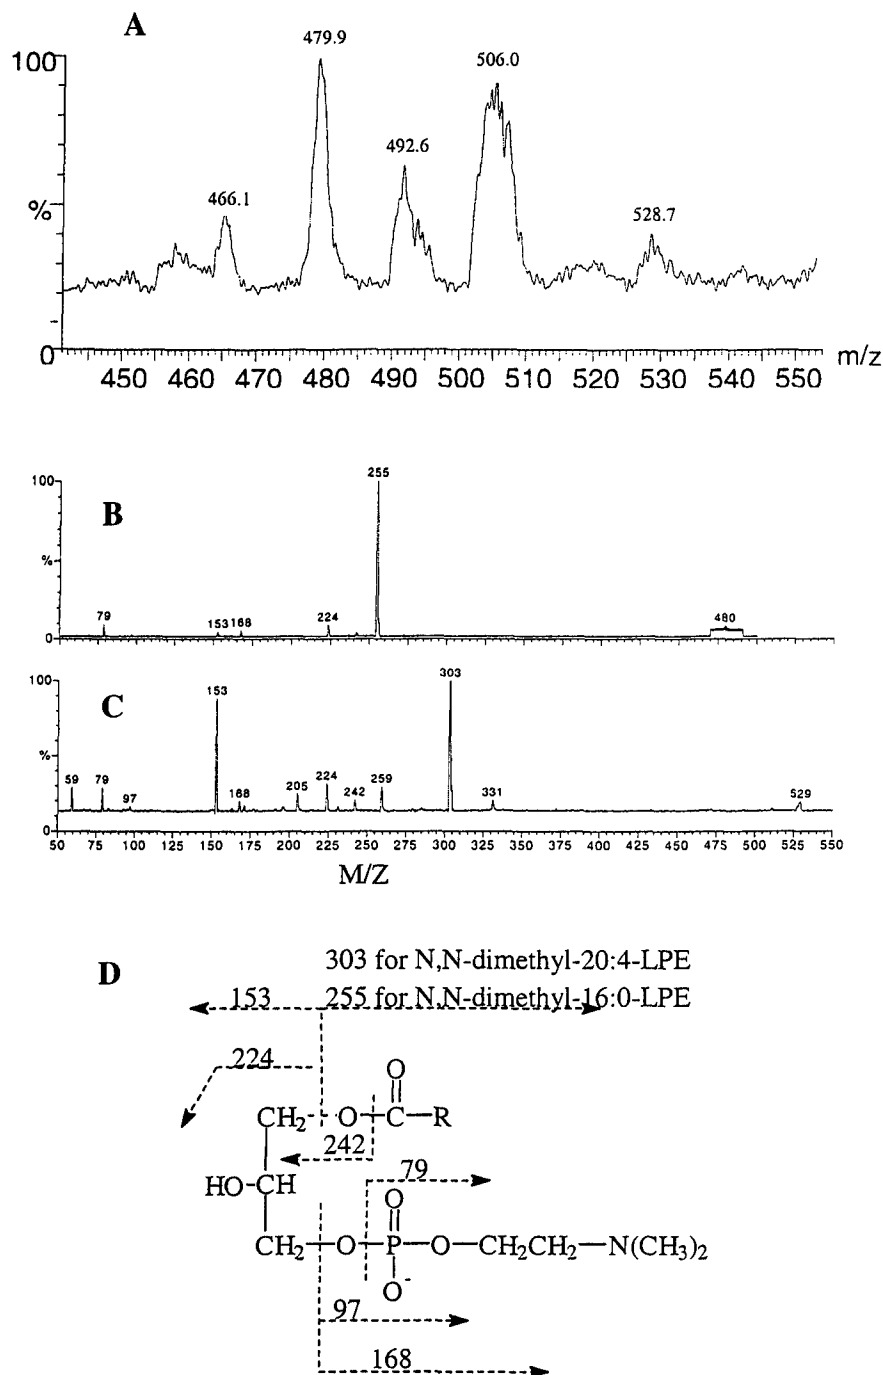 A
479.9
506.0
100
492.6
466.1
%
528.7
0
450 460 470 480 490 500 510 520 530 540 550 m/z
255
100
B
%
79 153 168 224 480
0
303
100
153
C
%
59 79 97 168 205 224 242 259 331 529
0
50 75 100 125 150 175 200 225 250 275 300 325 350 375 400 425 450 475 500 525 550
M/Z
D
303 for N,N-dimethyl-20:4-LPE
153 255 for N,N-dimethyl-16:0-LPE
224
O
CH2 O C R
242
79
HO CH
O
CH2 O P O CH2CH2 N(CH3)2
O-
97
168